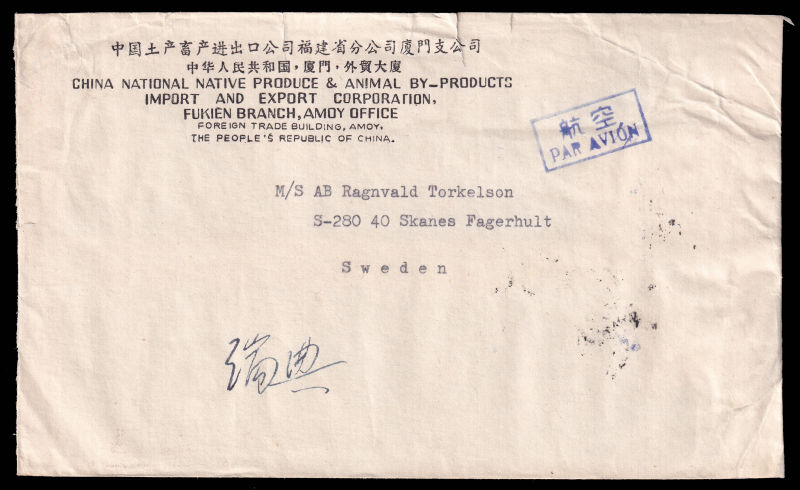 中国土产畜产进出口公司福建省分公司厦門支公司
中华人民共和国，厦門，外貿大廈
CHINA NATIONAL NATIVE PRODUCE & ANIMAL BY-PRODUCTS
IMPORT AND EXPORT CORPORATION,
FUKIEN BRANCH, AMOY OFFICE
FOREIGN TRADE BUILDING, AMOY,
THE PEOPLE'S REPUBLIC OF CHINA.
航空
PAR AVION
M/S AB Ragnvald Torkelson
S-280 40 Skanes Fagerhult
Sweden
瑞典